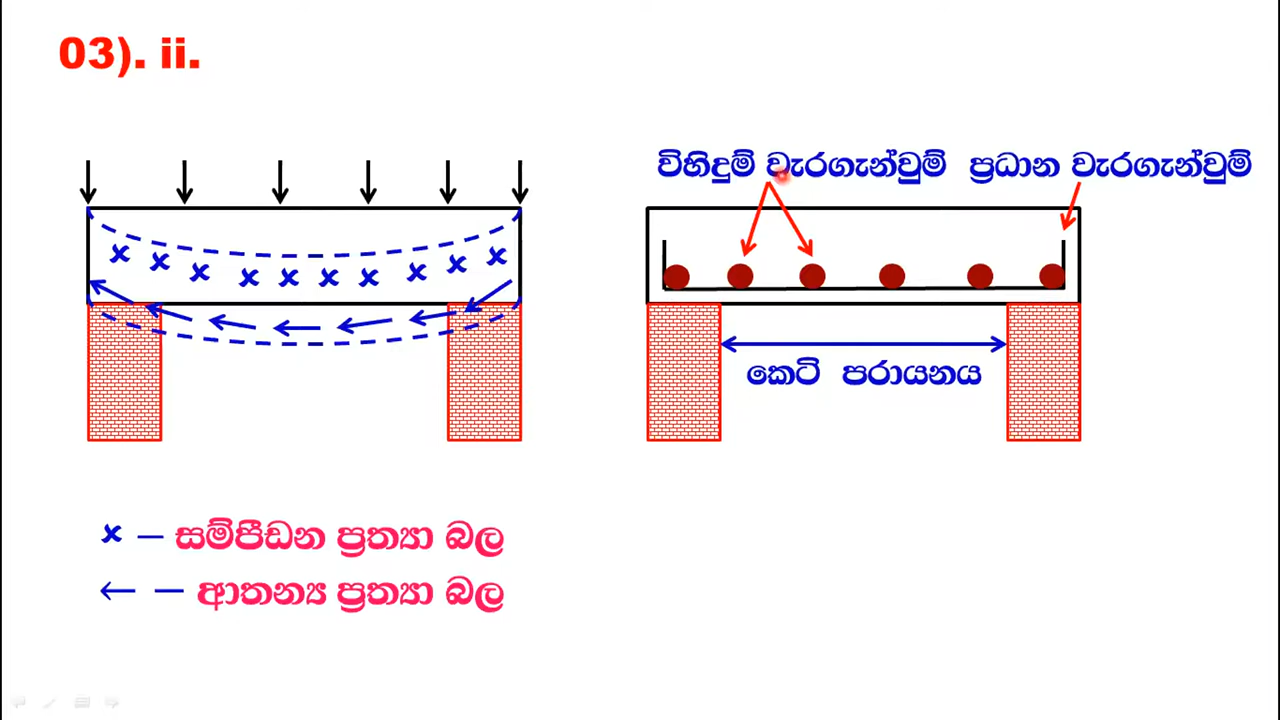 03). ii.
විහිදුම් වැරගැන්වුම් ප්‍රධාන වැරගැන්වුම්
කෙටි පරායනය
x – සම්පීඩන ප්‍රත්‍යා බල
← – ආතන්‍ය ප්‍රත්‍යා බල